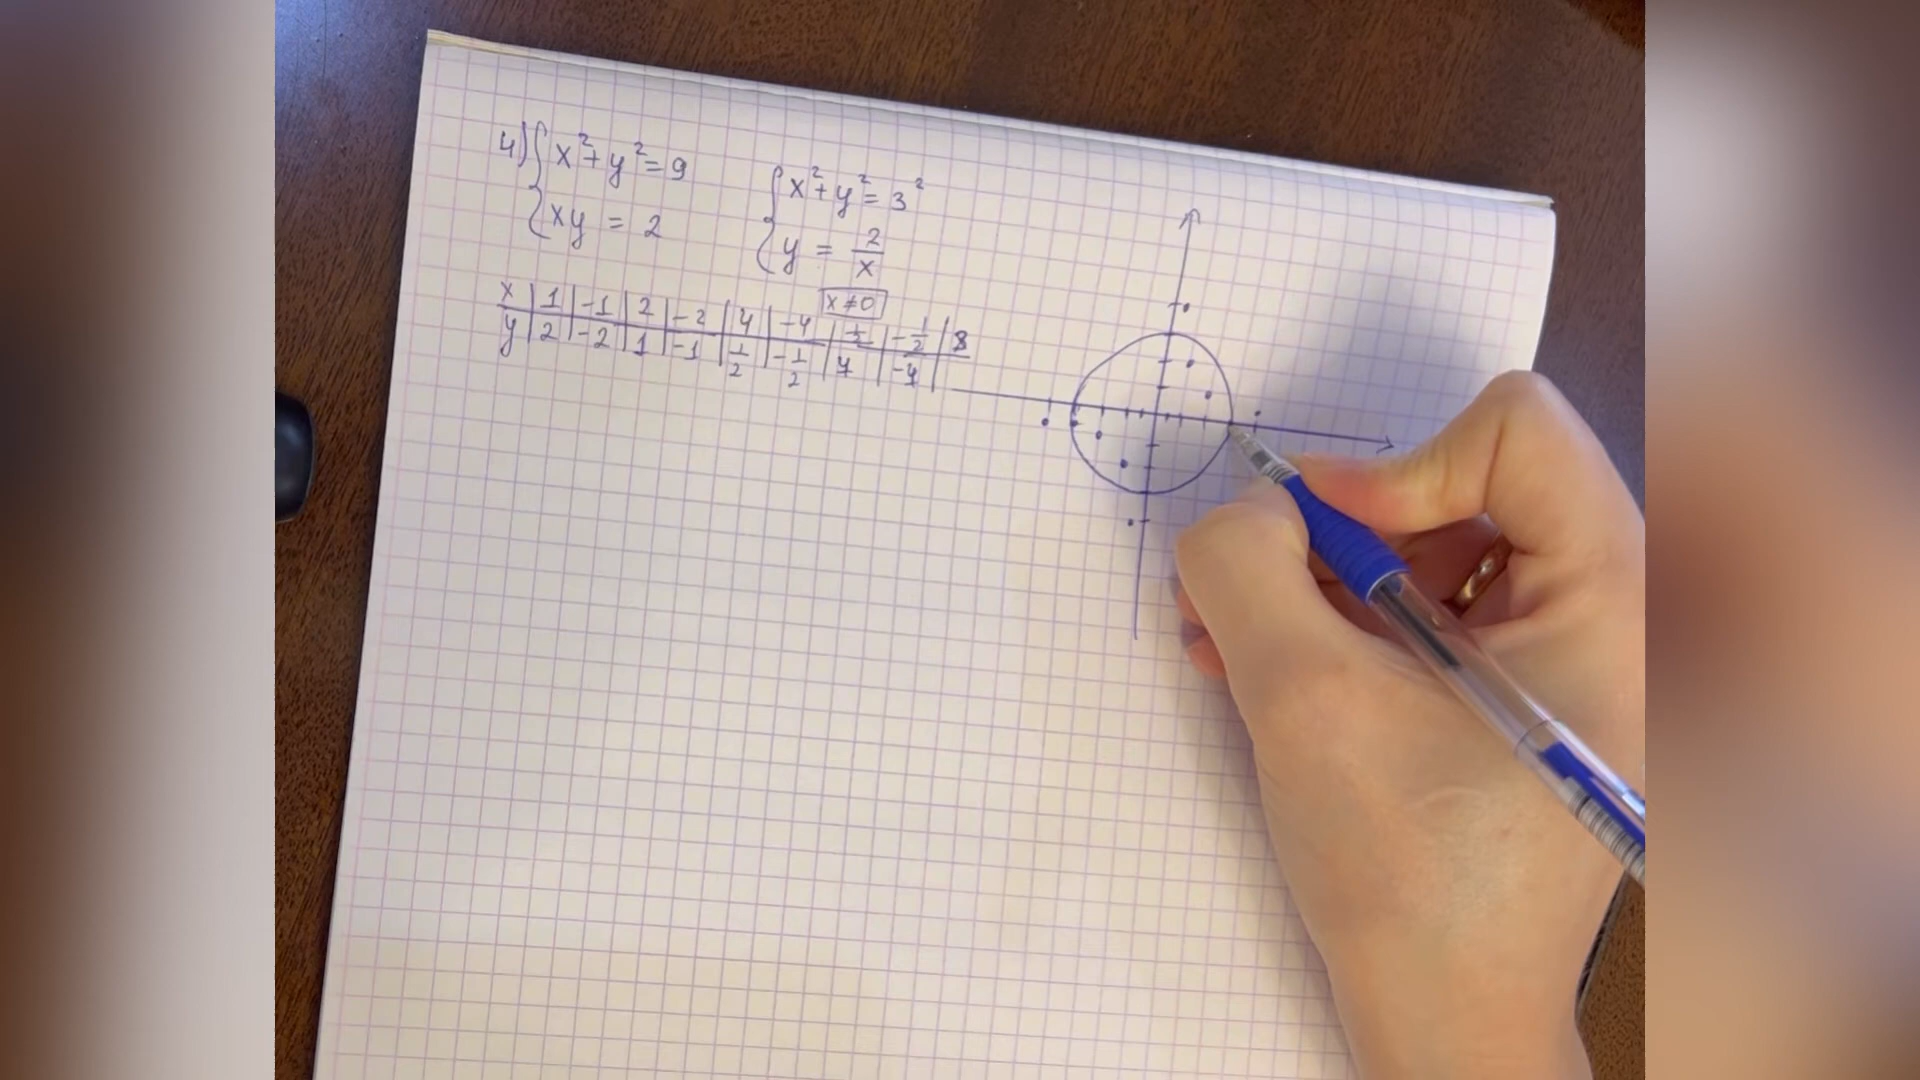 4) { x² + y² = 9
{ xy = 2
{ x² + y² = 3²
{ y = 2/x
x ≠ 0
x | 1 | -1 | 2 | -2 | 4 | -4 | 1/2 | -1/2 |
y | 2 | -2 | 1 | -1 | 1/2 | -1/2 | 4 | -4 |